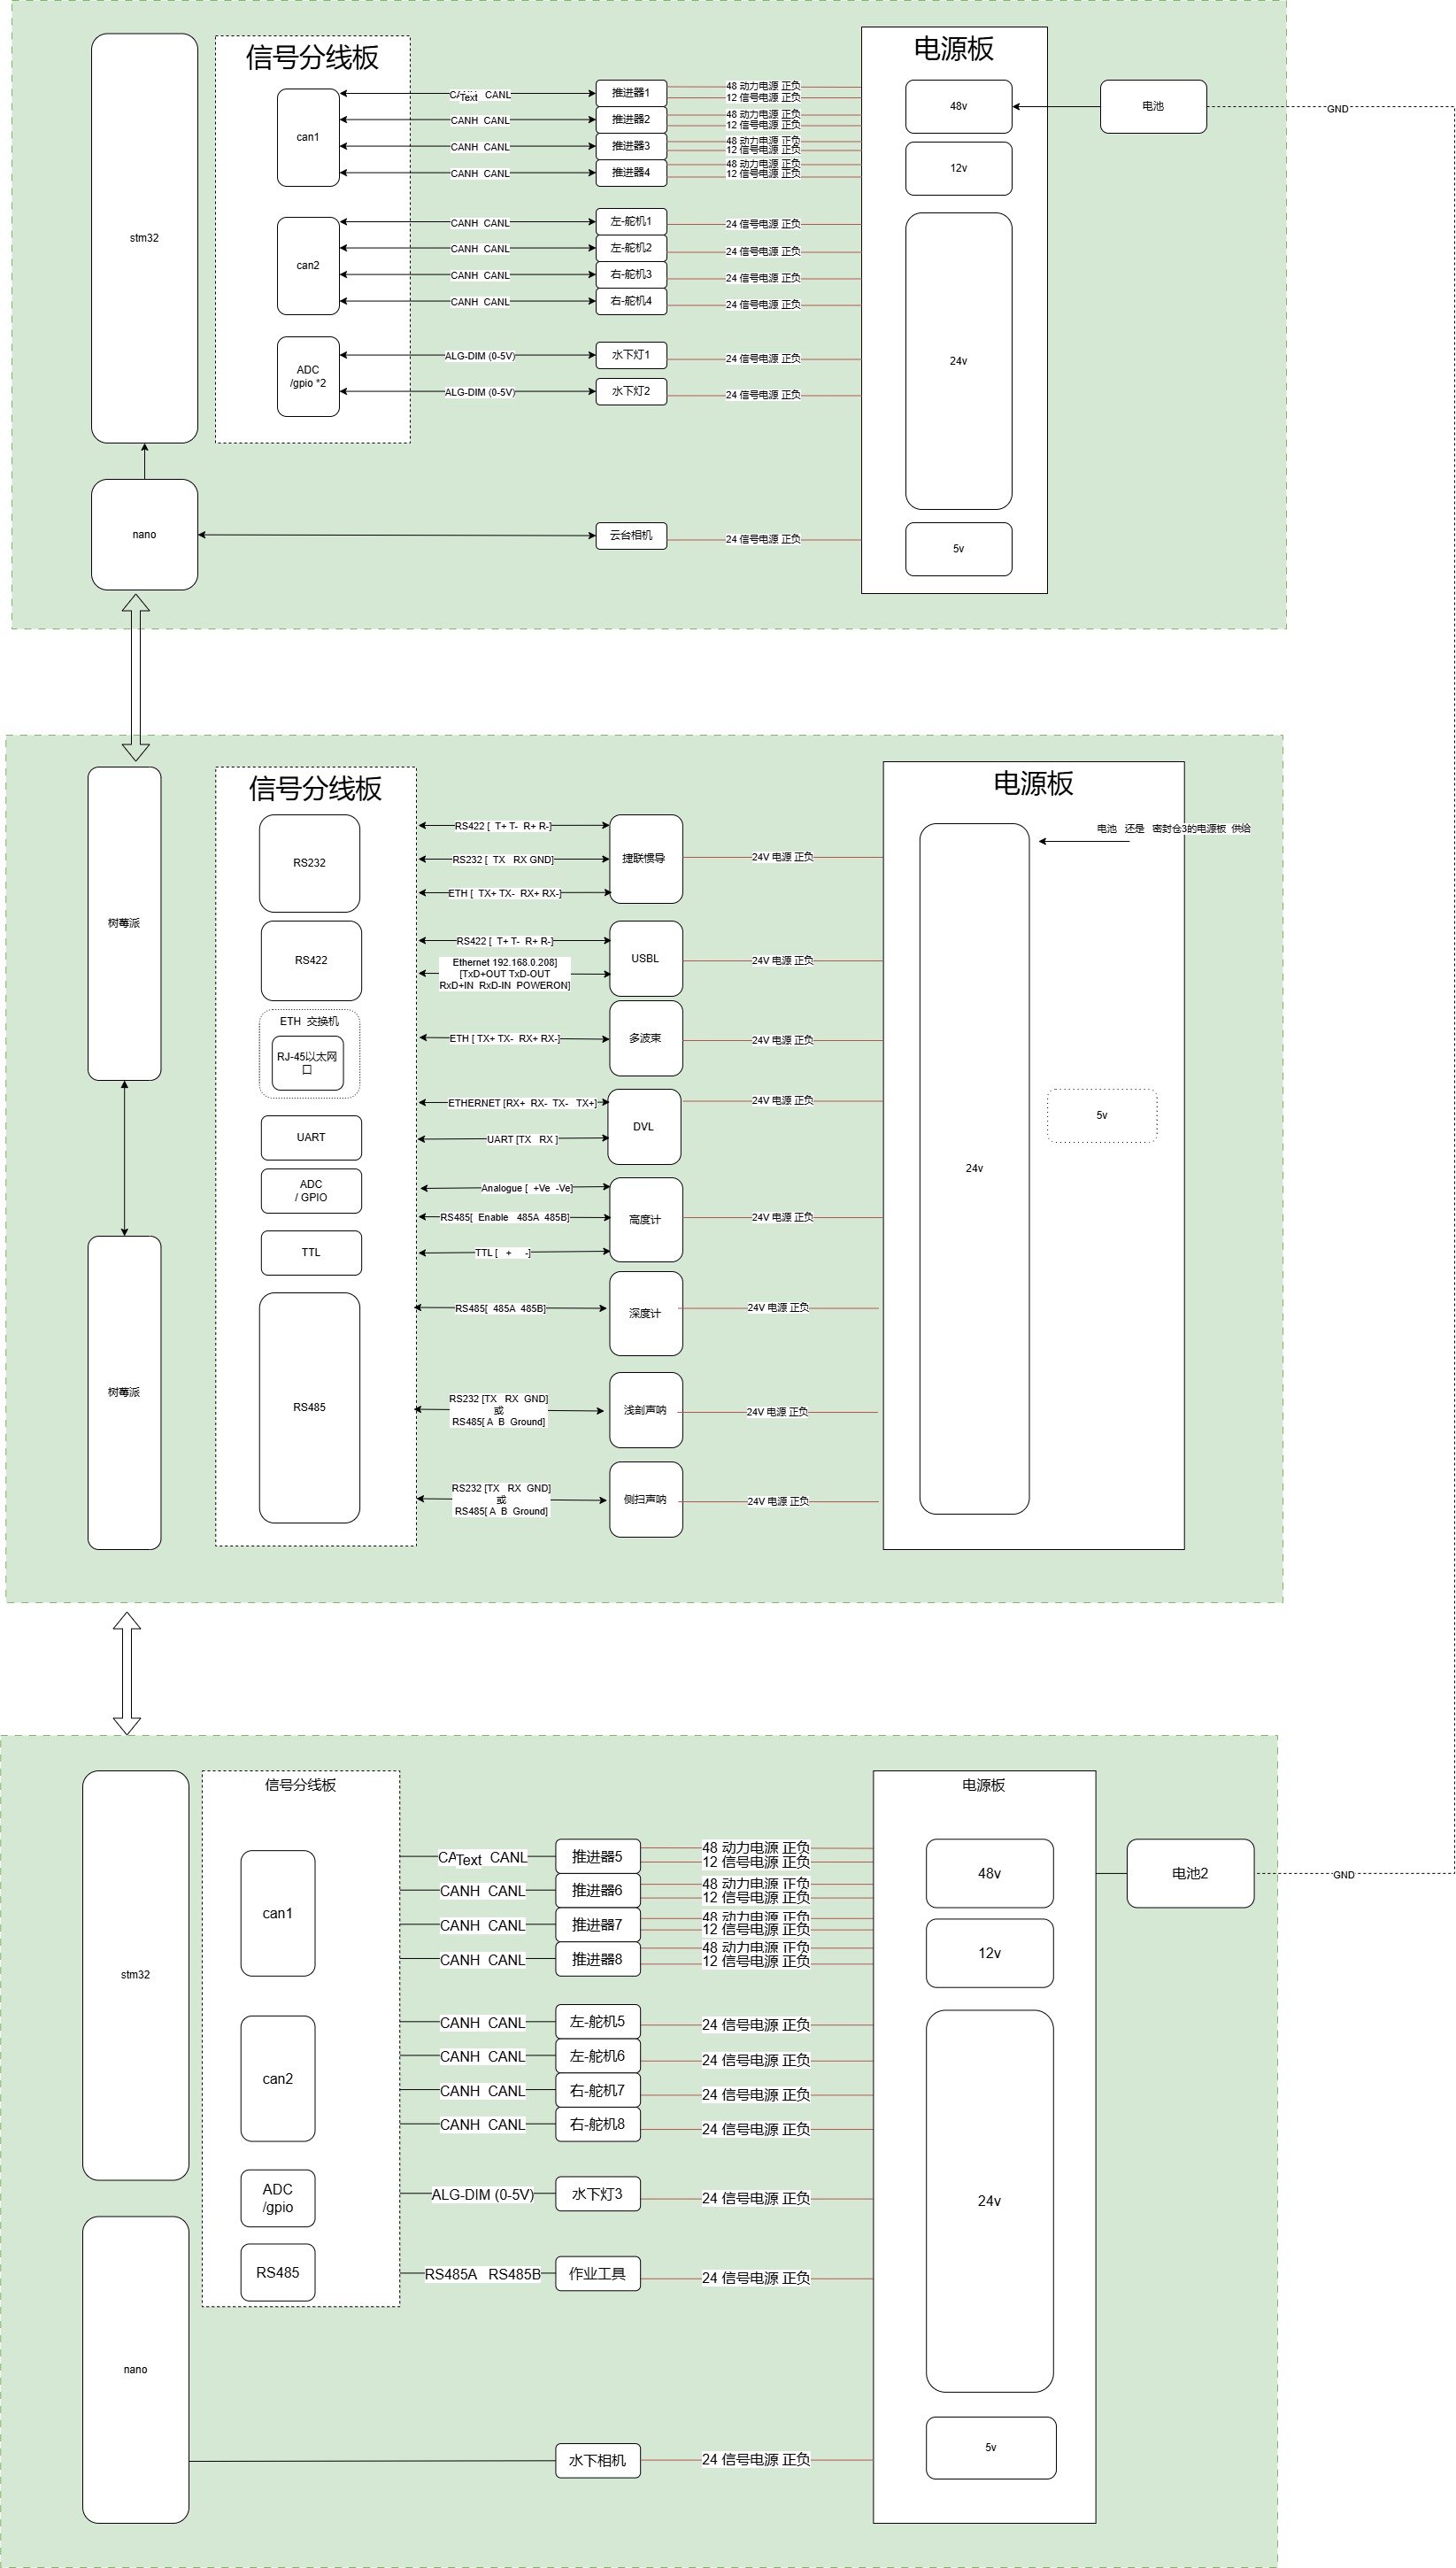 信号分线板
电源板
stm32
can1
CANL
Text
推进器1
48 动力电源 正负
12 信号电源 正负
48v
电池
GND
CANH CANL
推进器2
48 动力电源 正负
12 信号电源 正负
CANH CANL
推进器3
48 动力电源 正负
12 信号电源 正负
12v
CANH CANL
推进器4
48 动力电源 正负
12 信号电源 正负
can2
CANH CANL
左-舵机1
24 信号电源 正负
CANH CANL
左-舵机2
24 信号电源 正负
CANH CANL
右-舵机3
24 信号电源 正负
CANH CANL
右-舵机4
24 信号电源 正负
24v
ADC
/gpio *2
ALG-DIM (0-5V)
水下灯1
24 信号电源 正负
ALG-DIM (0-5V)
水下灯2
24 信号电源 正负
nano
云台相机
24 信号电源 正负
5v
信号分线板
电源板
树莓派
RS232
RS422 [ T+ T- R+ R-]
RS232 [ TX RX GND]
ETH [ TX+ TX- RX+ RX-]
捷联惯导
24V 电源 正负
电池 还是 密封仓3的电源板 供给
RS422
RS422 [ T+ T- R+ R-]
Ethernet 192.168.0.208]
[TxD+OUT TxD-OUT
RxD+IN RxD-IN POWERON]
USBL
24V 电源 正负
ETH 交换机
RJ-45以太网
口
ETH [ TX+ TX- RX+ RX-]
多波束
24V 电源 正负
UART
ETHERNET [RX+ RX- TX- TX+]
UART [TX RX ]
DVL
24V 电源 正负
5v
24v
ADC
/ GPIO
Analogue [ +Ve -Ve]
RS485[ Enable 485A 485B]
TTL [ + -]
高度计
24V 电源 正负
TTL
RS485[ 485A 485B]
深度计
24V 电源 正负
树莓派
RS485
RS232 [TX RX GND]
或
RS485[ A B Ground]
浅剖声呐
24V 电源 正负
RS232 [TX RX GND]
或
RS485[ A B Ground]
侧扫声呐
24V 电源 正负
信号分线板
电源板
stm32
can1
CANL
Text
推进器5
48 动力电源 正负
12 信号电源 正负
48v
电池2
GND
CANH CANL
推进器6
48 动力电源 正负
12 信号电源 正负
CANH CANL
推进器7
48 动力电源 正负
12 信号电源 正负
12v
CANH CANL
推进器8
48 动力电源 正负
12 信号电源 正负
can2
CANH CANL
左-舵机5
24 信号电源 正负
CANH CANL
左-舵机6
24 信号电源 正负
CANH CANL
右-舵机7
24 信号电源 正负
CANH CANL
右-舵机8
24 信号电源 正负
24v
ADC
/gpio
ALG-DIM (0-5V)
水下灯3
24 信号电源 正负
RS485
RS485A RS485B
作业工具
24 信号电源 正负
nano
水下相机
24 信号电源 正负
5v